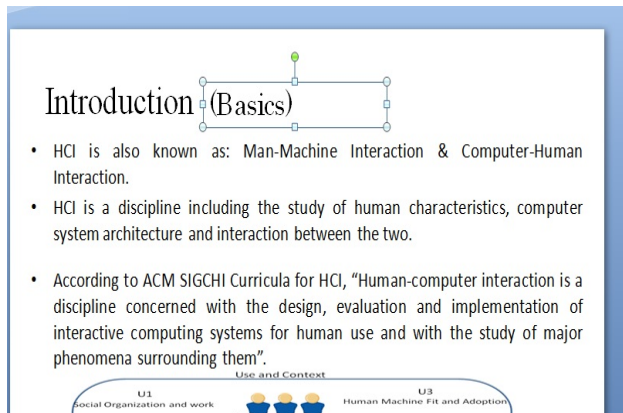 Introduction (Basics)
• HCI is also known as: Man-Machine Interaction & Computer-Human
Interaction.
• HCI is a discipline including the study of human characteristics, computer
system architecture and interaction between the two.
• According to ACM SIGCHI Curricula for HCI, “Human-computer interaction is a
discipline concerned with the design, evaluation and implementation of
interactive computing systems for human use and with the study of major
phenomena surrounding them”.
Use and Context
U1
Social Organization and work
U3
Human Machine Fit and Adoption